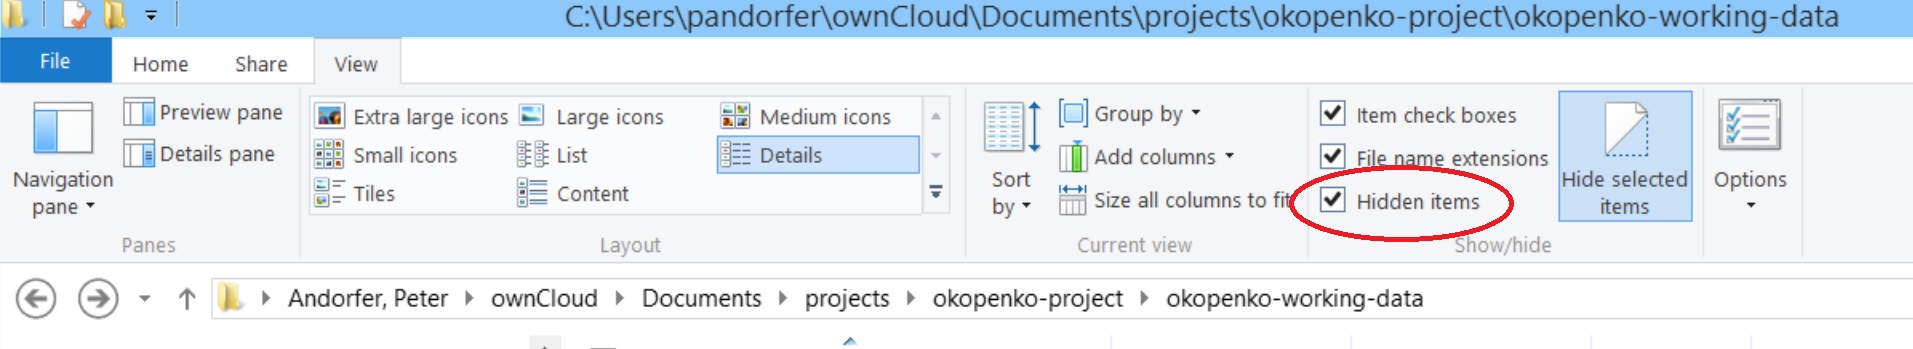 C:\Users\pandorfer\ownCloud\Documents\projects\okopenko-project\okopenko-working-data
File Home Share View
Navigation pane
Preview pane
Details pane
Panes
Extra large icons Large icons Medium icons
Small icons List Details
Tiles Content
Layout
Sort by
Group by
Add columns
Size all columns to fit
Current view
Item check boxes
File name extensions
Hidden items
Hide selected
items
Show/hide
Options
Andorfer, Peter ownCloud Documents projects okopenko-project okopenko-working-data